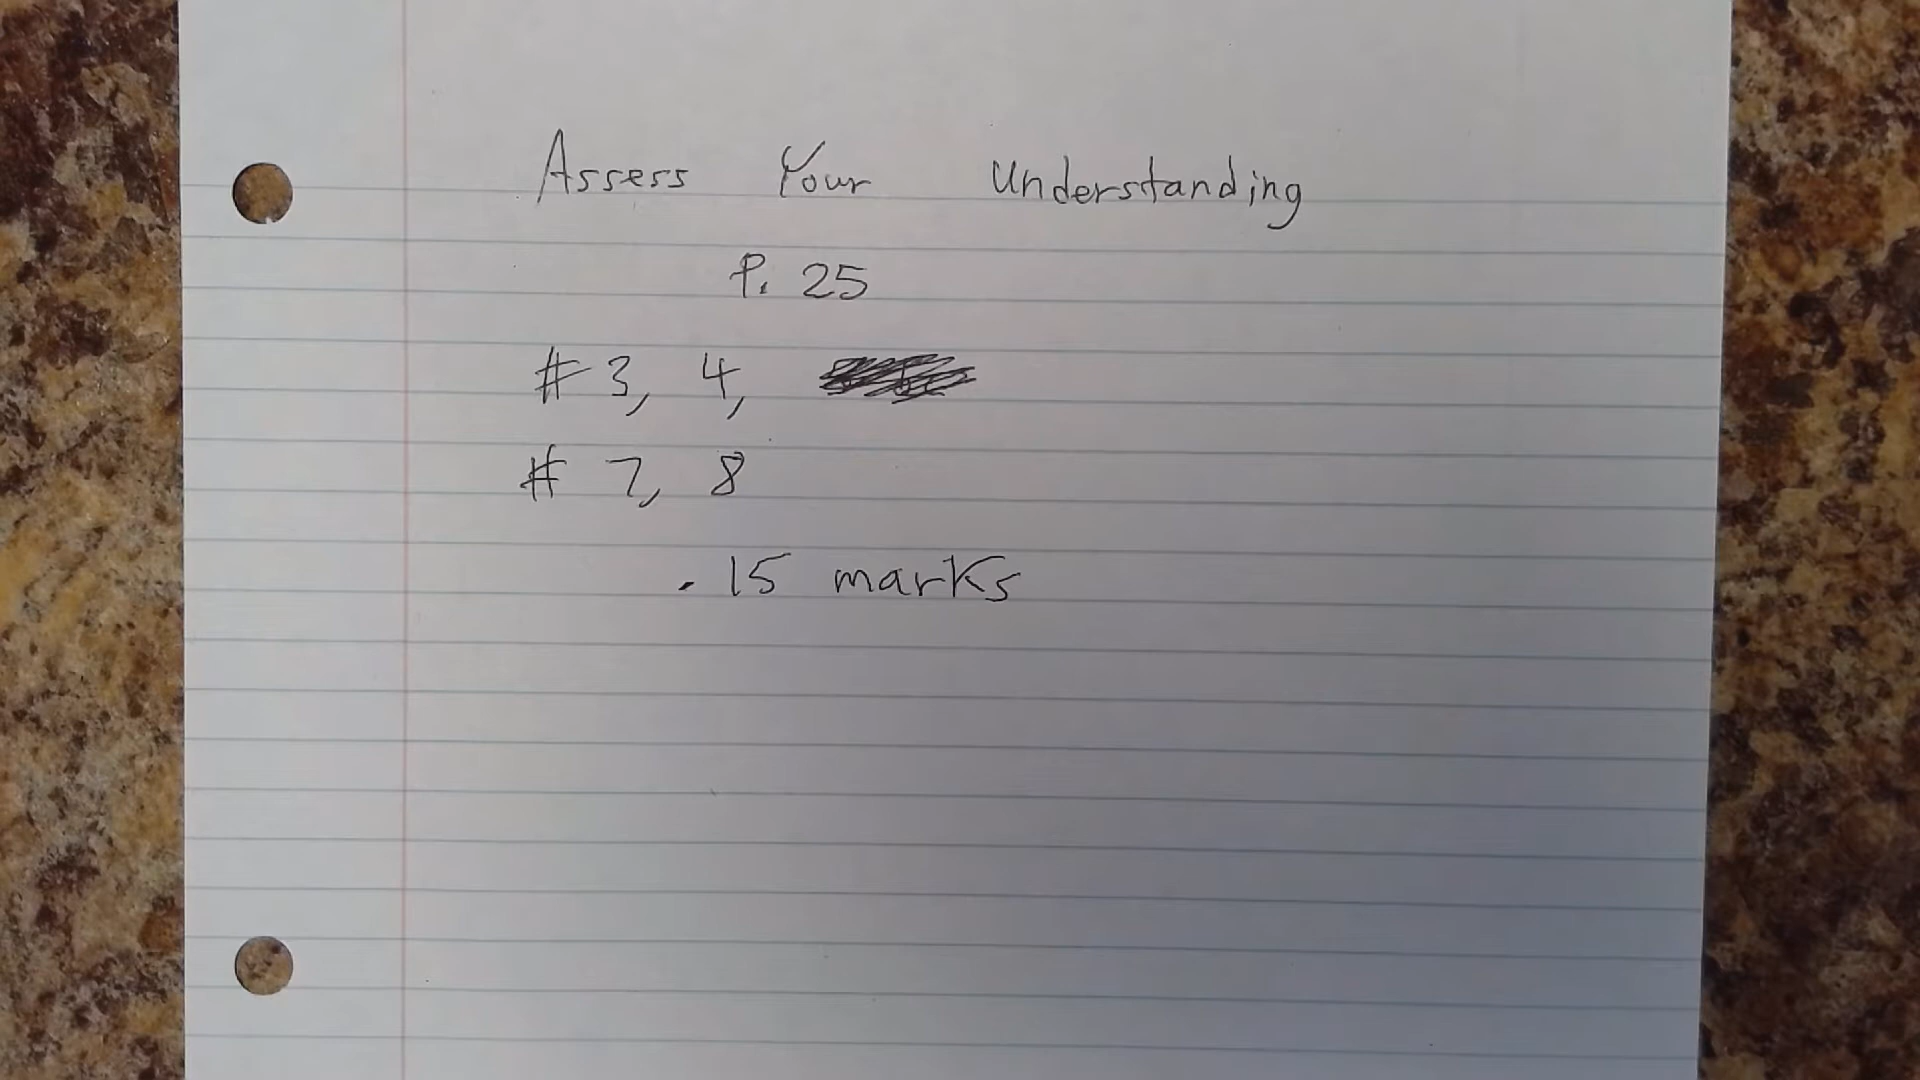 Assess Your Understanding
P. 25
# 3, 4,
# 7, 8
. 15 marks